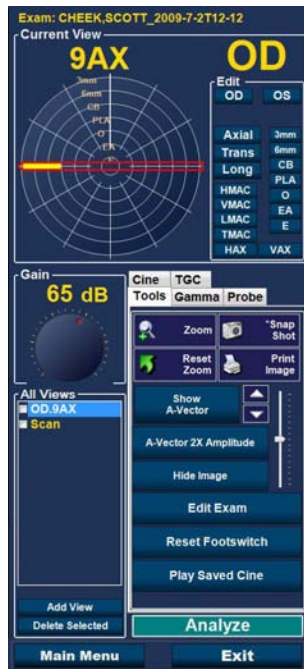 Exam: CHEEK,SCOTT_2009-7-2T12-12
Current View
9AX
OD
3mm
6mm
CB
PLA
O
EA
E
Edit
OD OS
Axial 3mm
Trans 6mm
Long CB
PLA
HMAC O
VMAC
LMAC EA
TMAC E
HAX VAX
Gain
65 dB
Cine TGC
Tools Gamma Probe
Zoom
"Snap
Shot
Reset
Zoom
Print
Image
All Views
OD.9AX
Scan
Show
A-Vector
A-Vector 2X Amplitude
Hide Image
Edit Exam
Reset Footswitch
Play Saved Cine
Add View
Delete Selected
Analyze
Main Menu Exit